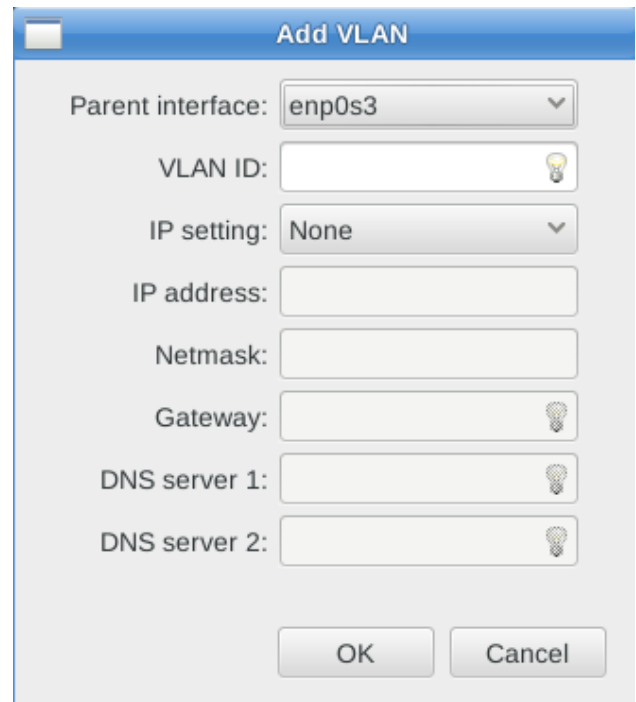 Add VLAN
Parent interface: enp0s3
VLAN ID:
IP setting: None
IP address:
Netmask:
Gateway:
DNS server 1:
DNS server 2:
OK Cancel